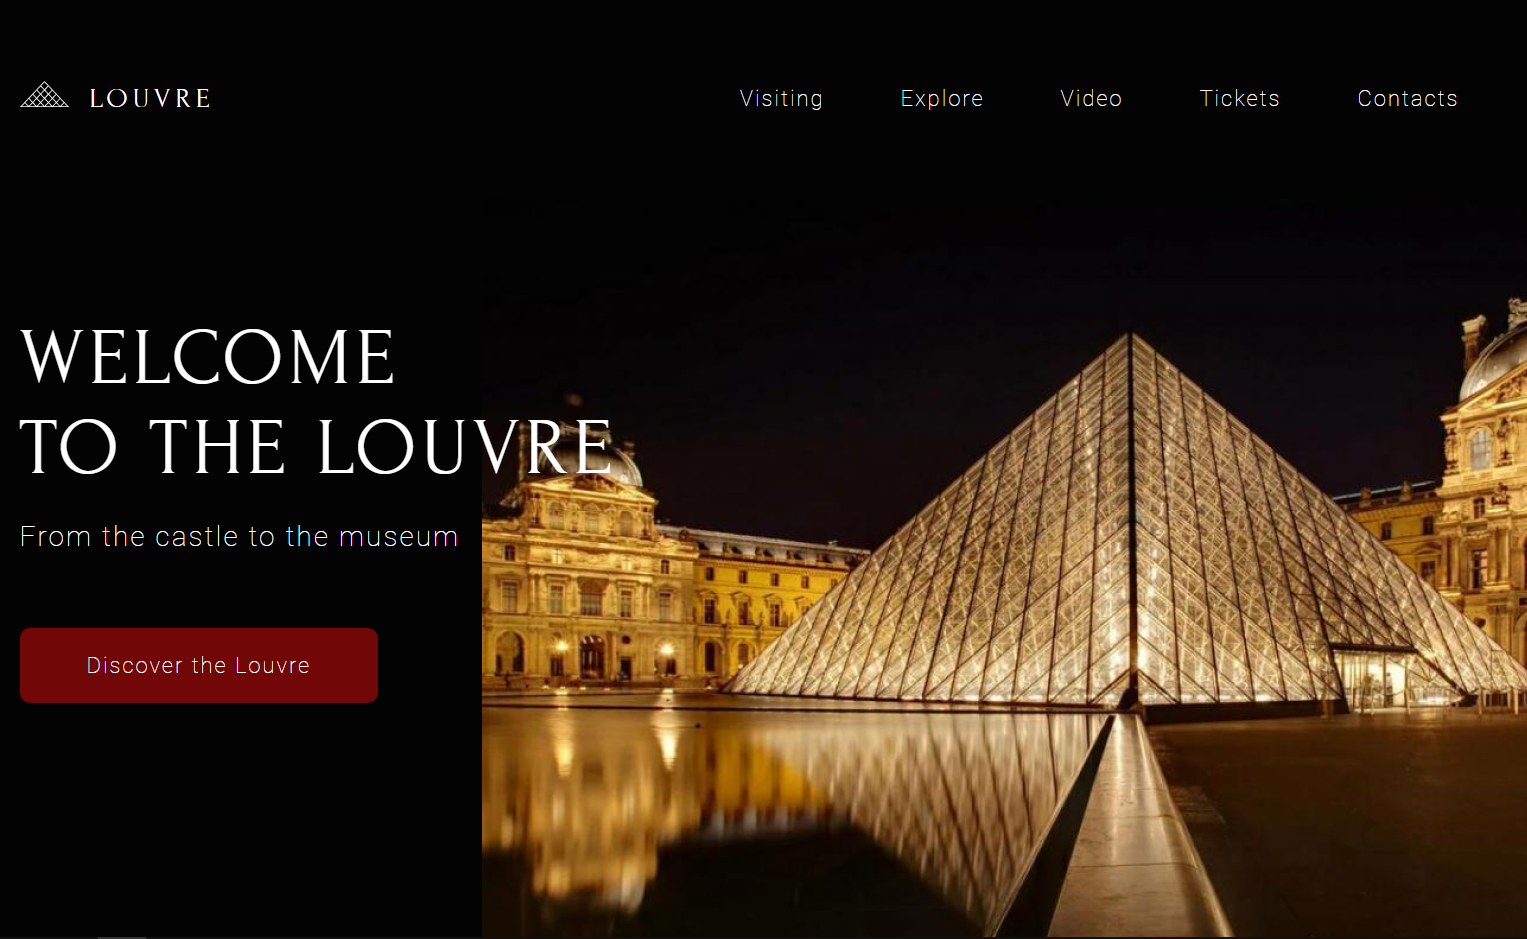 LOUVRE
Visiting Explore Video Tickets Contacts
WELCOME
TO THE LOUVRE
From the castle to the museum
Discover the Louvre